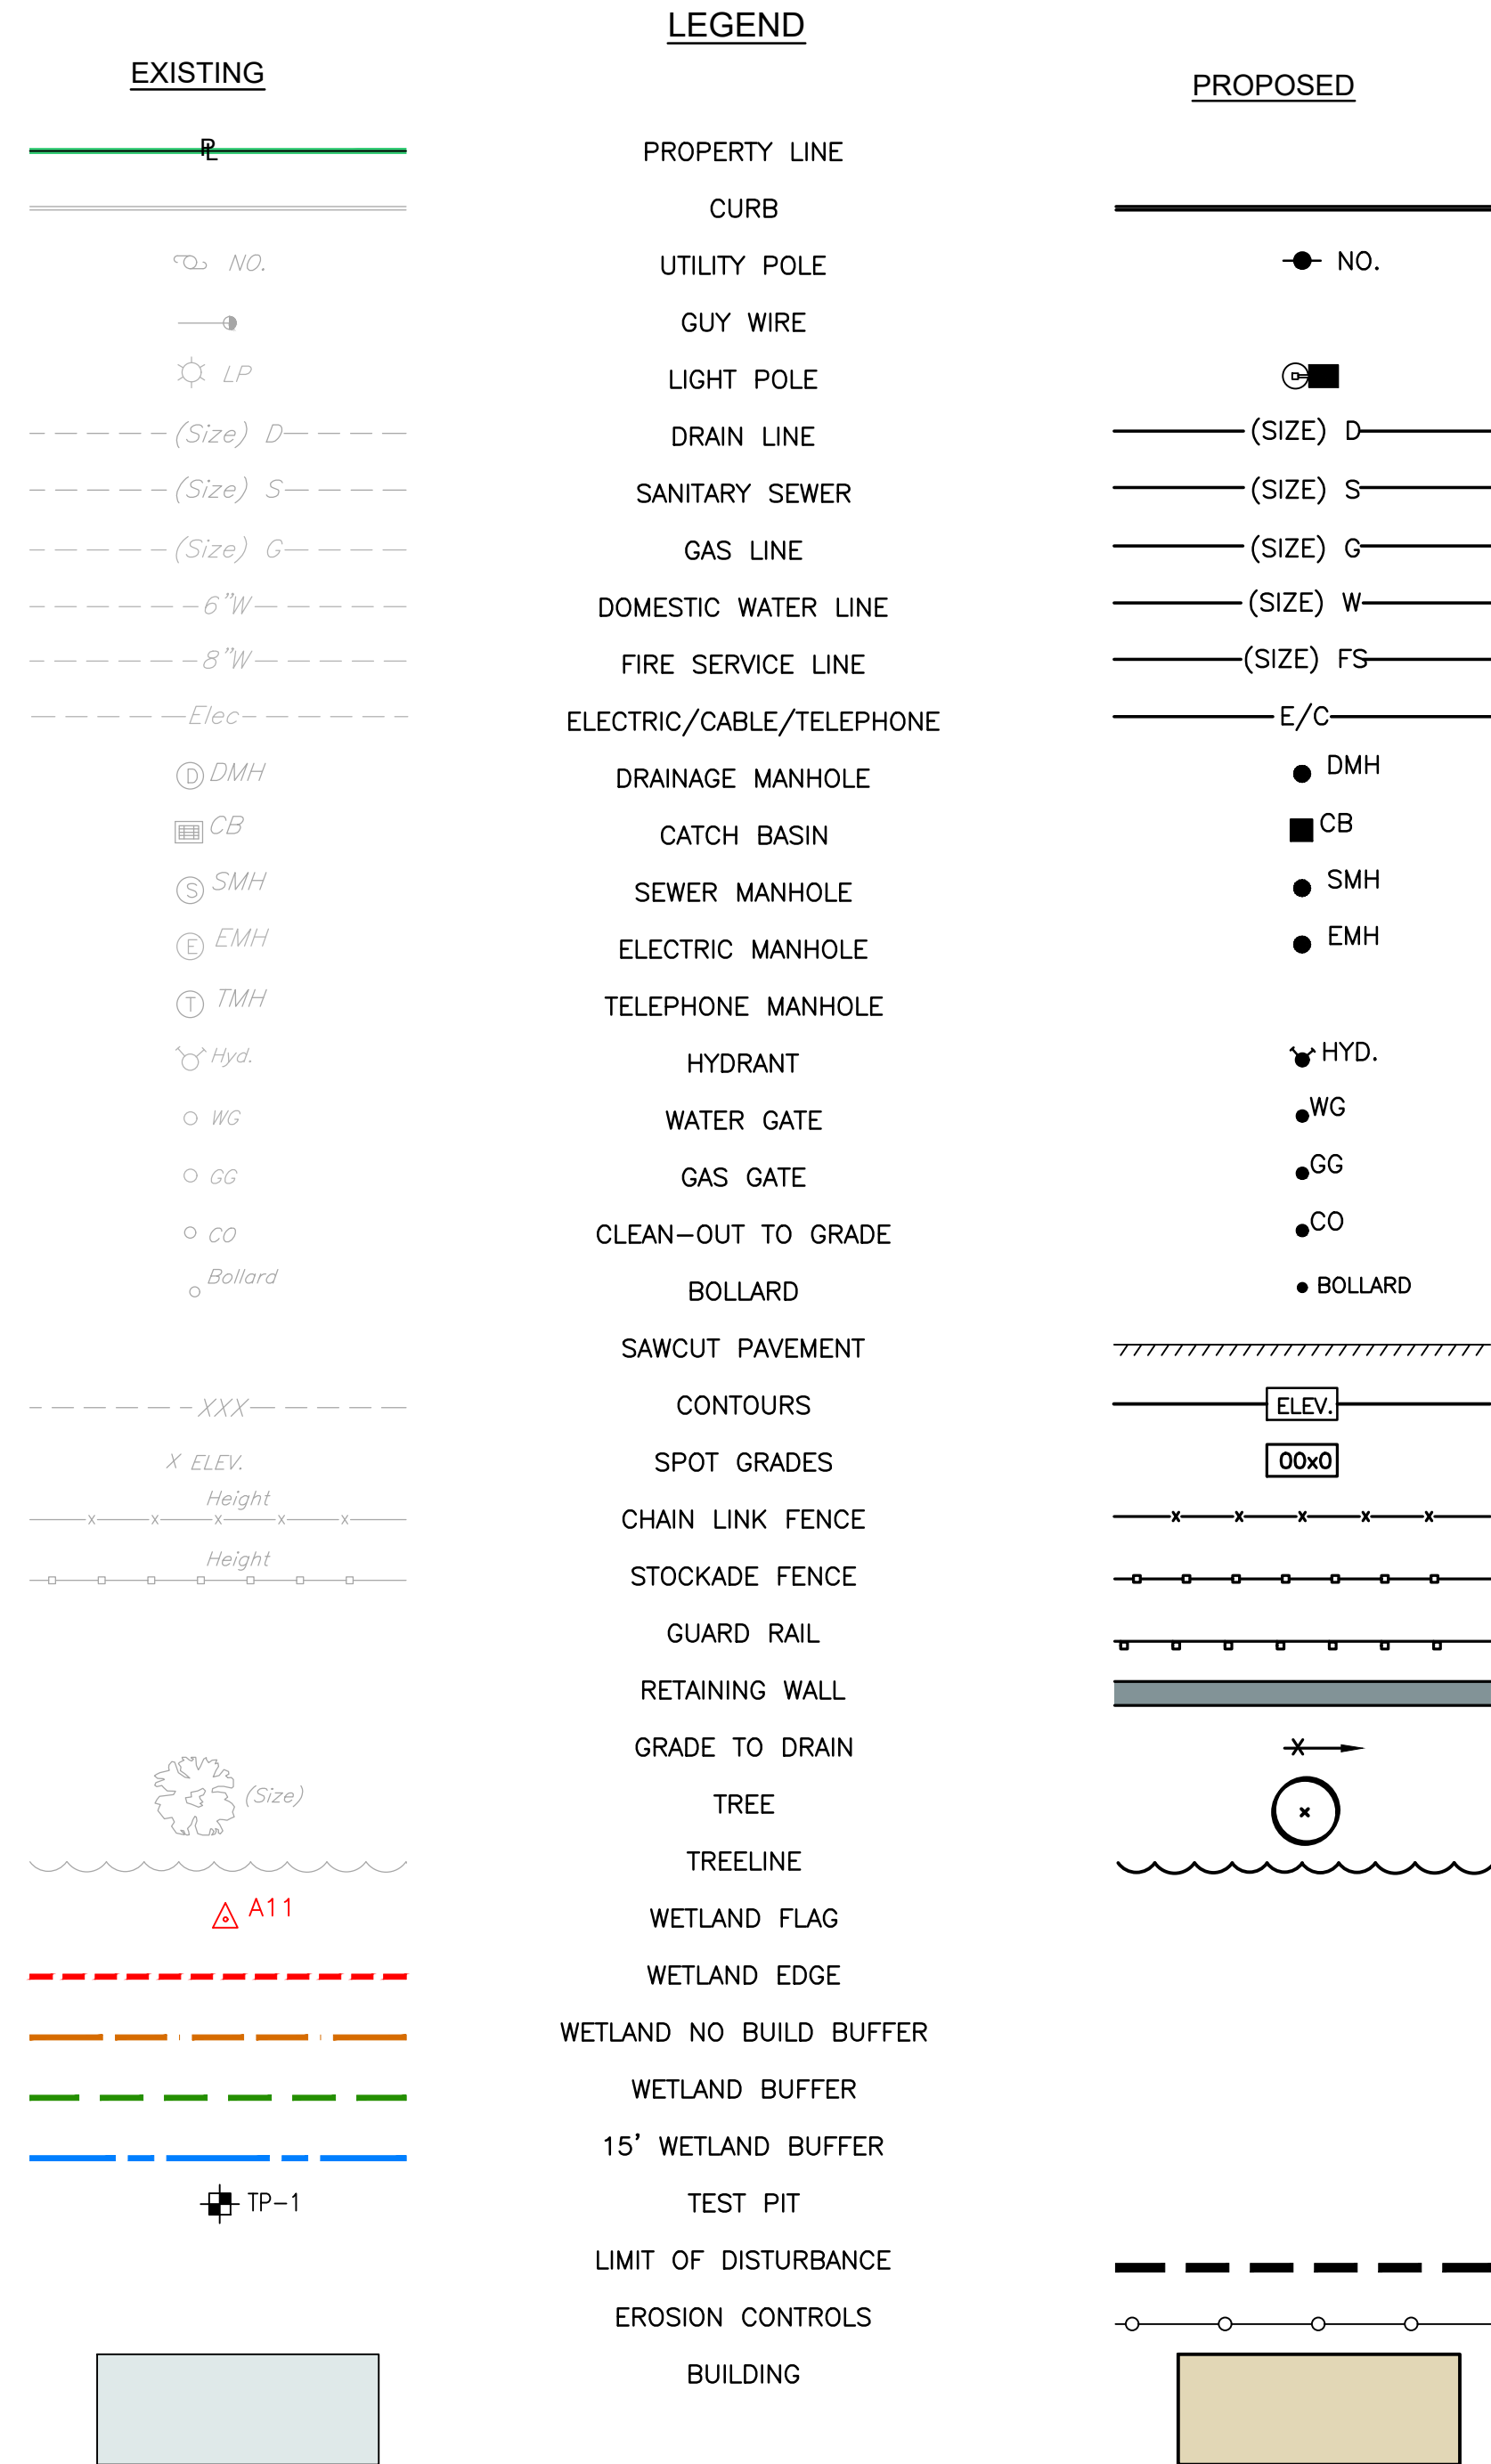 LEGEND
EXISTING
PROPOSED
PL PROPERTY LINE
CURB
NO. UTILITY POLE NO.
GUY WIRE
LP LIGHT POLE
(Size) D DRAIN LINE (SIZE) D
(Size) S SANITARY SEWER (SIZE) S
(Size) G GAS LINE (SIZE) G
6"W DOMESTIC WATER LINE (SIZE) W
8"W FIRE SERVICE LINE (SIZE) FS
Elec ELECTRIC/CABLE/TELEPHONE E/C
D DMH DRAINAGE MANHOLE DMH
CB CATCH BASIN CB
S SMH SEWER MANHOLE SMH
E EMH ELECTRIC MANHOLE EMH
T TMH TELEPHONE MANHOLE
Hyd. HYDRANT HYD.
WG WATER GATE WG
GG GAS GATE GG
CO CLEAN-OUT TO GRADE CO
Bollard BOLLARD BOLLARD
SAWCUT PAVEMENT
XXX CONTOURS ELEV.
X ELEV. SPOT GRADES 00x0
Height CHAIN LINK FENCE
Height STOCKADE FENCE
GUARD RAIL
RETAINING WALL
GRADE TO DRAIN
(Size) TREE
TREELINE
A11 WETLAND FLAG
WETLAND EDGE
WETLAND NO BUILD BUFFER
WETLAND BUFFER
15' WETLAND BUFFER
TP-1 TEST PIT
LIMIT OF DISTURBANCE
EROSION CONTROLS
BUILDING